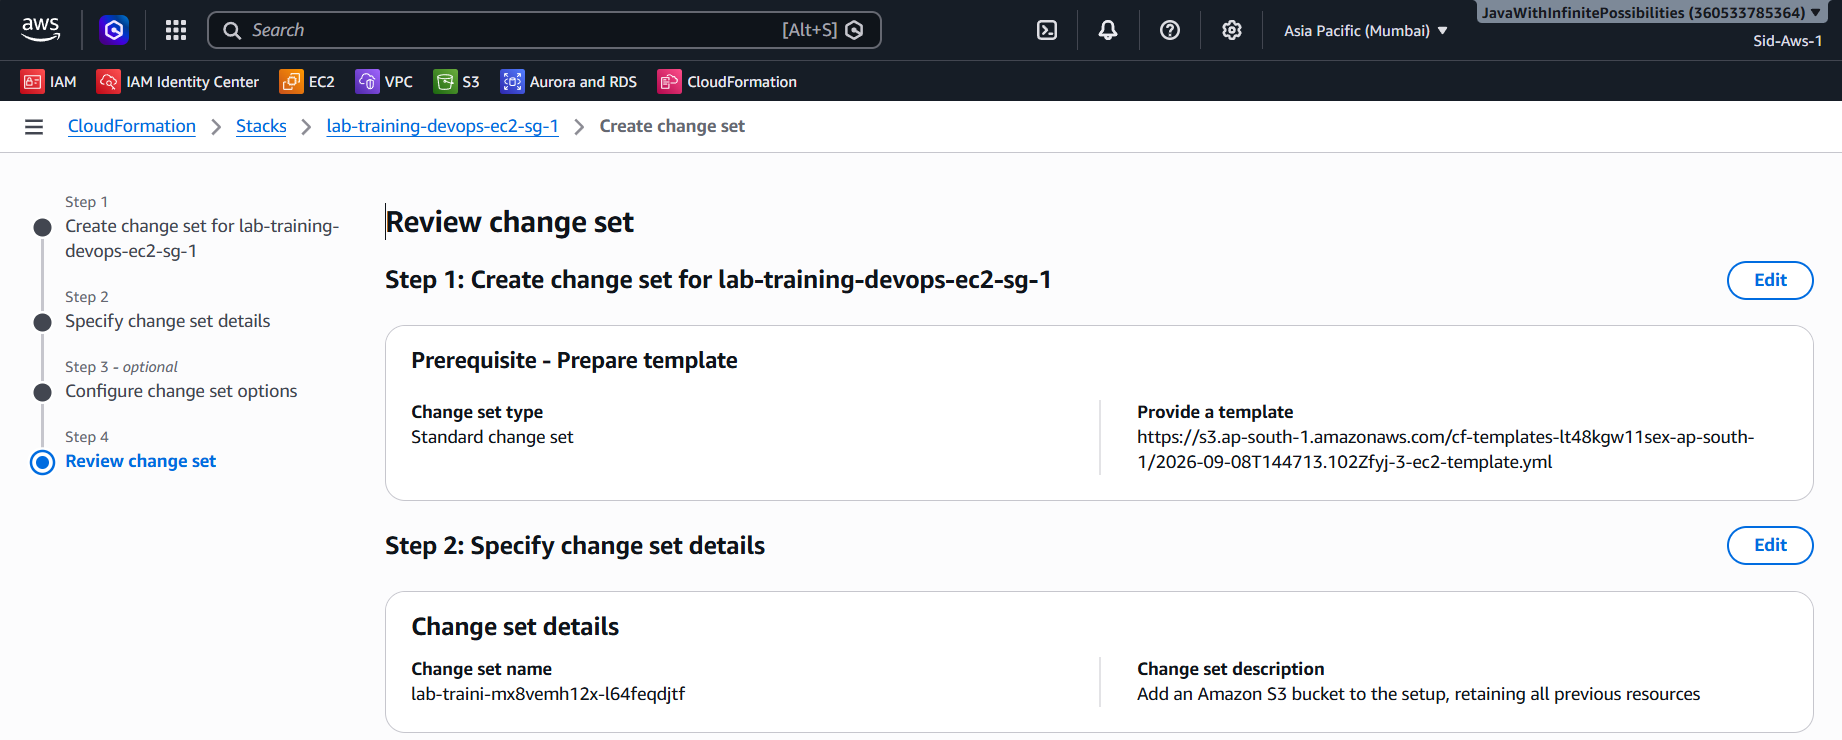 aws
Search
[Alt+S]
Asia Pacific (Mumbai)
JavaWithInfinitePossibilities (360533785364)
Sid-Aws-1
IAM
IAM Identity Center
EC2
VPC
S3
Aurora and RDS
CloudFormation
CloudFormation
Stacks
lab-training-devops-ec2-sg-1
Create change set
Step 1
Create change set for lab-training-
devops-ec2-sg-1
Step 2
Specify change set details
Step 3 - optional
Configure change set options
Step 4
Review change set
Review change set
Step 1: Create change set for lab-training-devops-ec2-sg-1
Edit
Prerequisite - Prepare template
Change set type
Standard change set
Provide a template
https://s3.ap-south-1.amazonaws.com/cf-templates-lt48kgw11sex-ap-south-
1/2026-09-08T144713.102Zfyj-3-ec2-template.yml
Step 2: Specify change set details
Edit
Change set details
Change set name
lab-traini-mx8vemh12x-l64feqdjtf
Change set description
Add an Amazon S3 bucket to the setup, retaining all previous resources